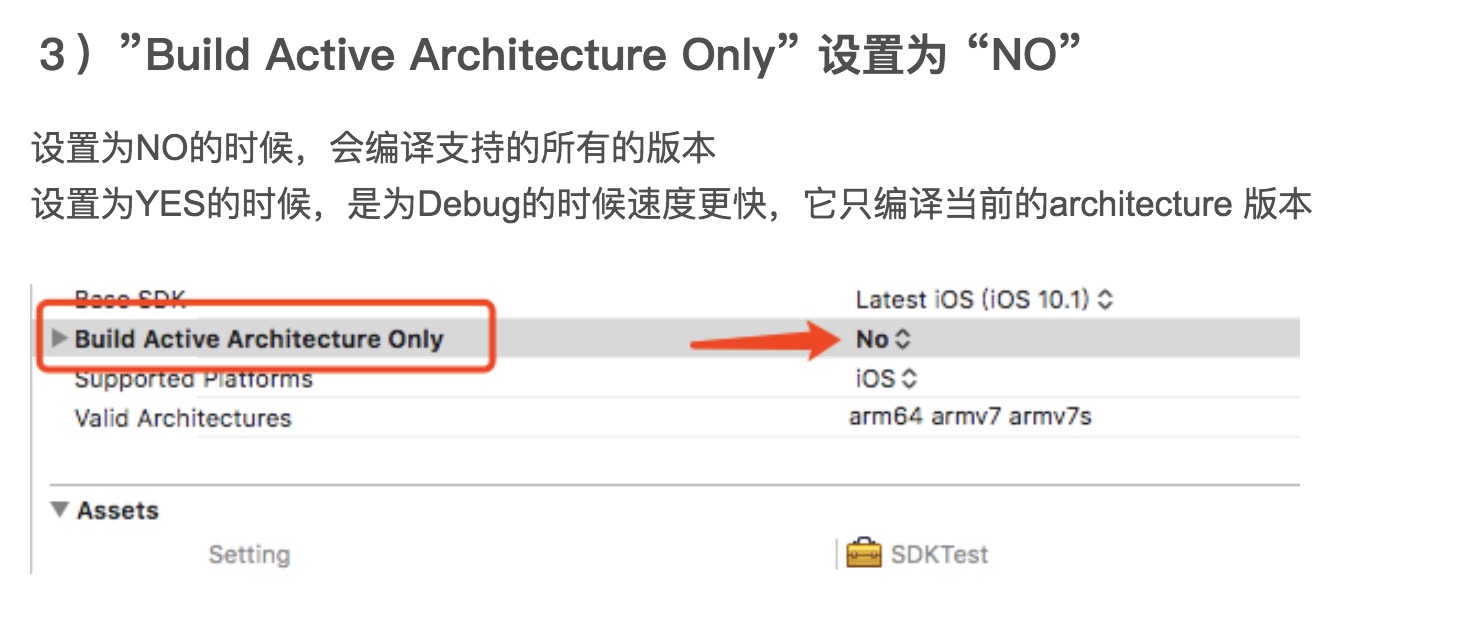 3）”Build Active Architecture Only” 设置为 “NO”
设置为NO的时候，会编译支持的所有的版本
设置为YES的时候，是为Debug的时候速度更快，它只编译当前的architecture 版本
Base SDK Latest iOS (iOS 10.1)
Build Active Architecture Only No
Supported Platforms iOS
Valid Architectures arm64 armv7 armv7s
Assets
Setting SDKTest